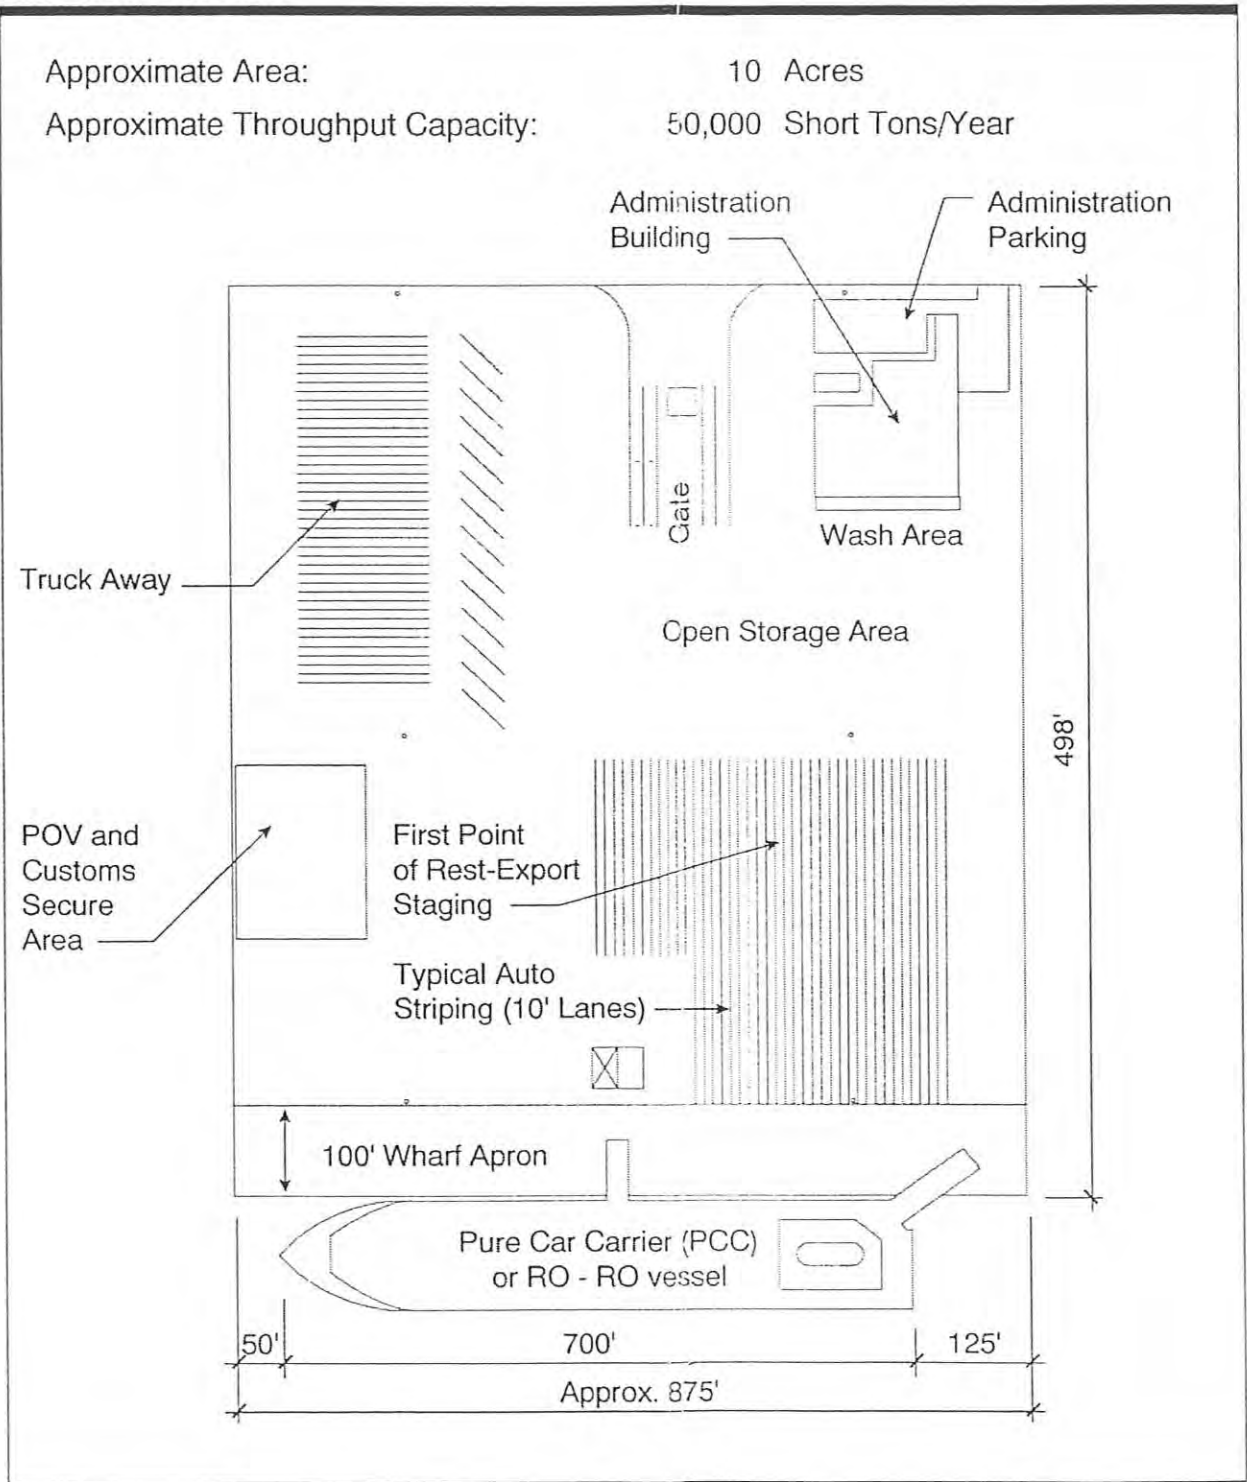 Approximate Area: 10 Acres
Approximate Throughput Capacity: 50,000 Short Tons/Year
Administration
Building
Administration
Parking
Gate
Wash Area
Truck Away
Open Storage Area
498'
POV and
Customs
Secure
Area
First Point
of Rest-Export
Staging
Typical Auto
Striping (10' Lanes)
100' Wharf Apron
Pure Car Carrier (PCC)
or RO - RO vessel
50' 700' 125'
Approx. 875'